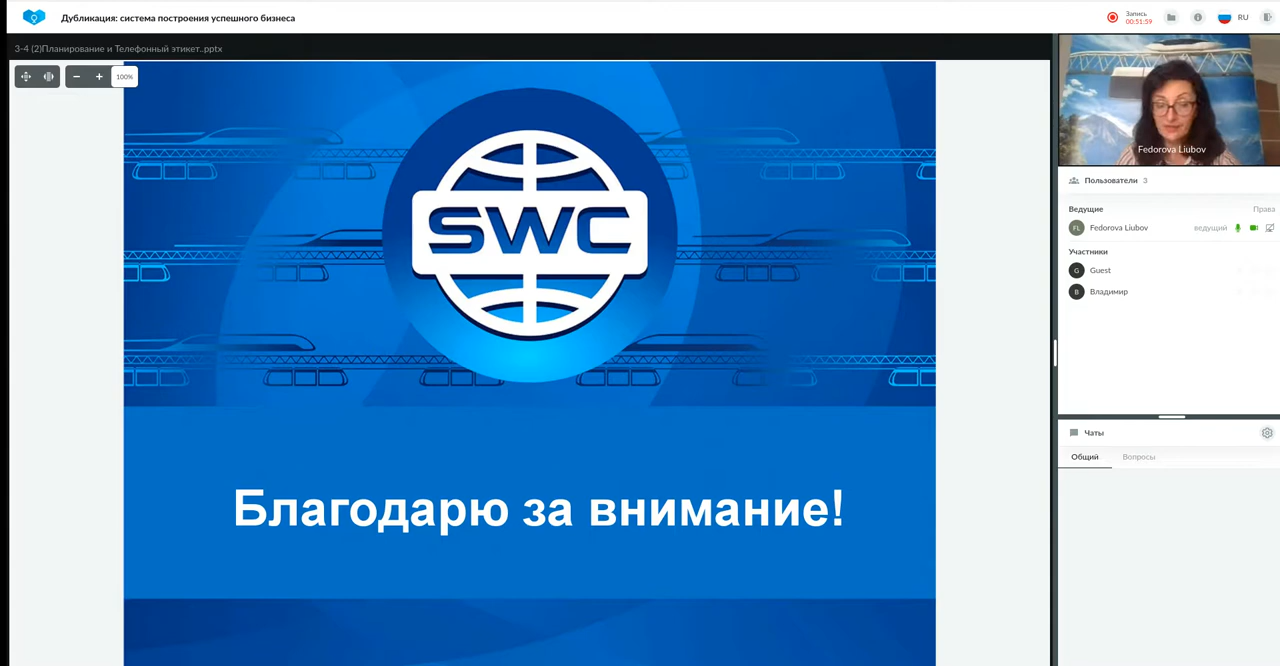 Дубликация: система построения успешного бизнеса
Запись
00:51:59
RU
3-4 (2)Планирование и Телефонный этикет..pptx
100%
SWC
Благодарю за внимание!
Fedorova Liubov
Пользователи 3
Ведущие Права
FL Fedorova Liubov ведущий
Участники
G Guest
В Владимир
Чаты
Общий Вопросы